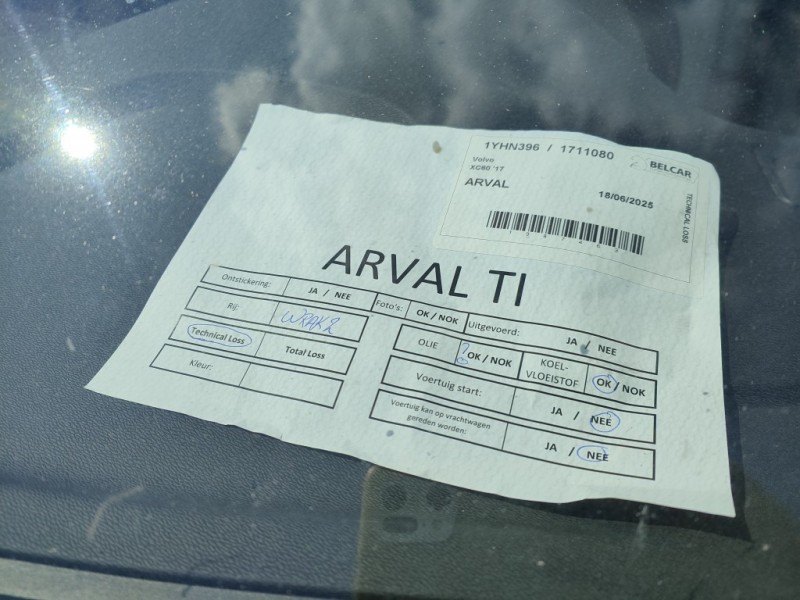 1YHN396 / 1711080
BELCAR
Volvo
XC60 '17
ARVAL
18/06/2025
TECHNICAL LOSS
ARVAL TI
Ontstickering: JA / NEE Foto's: OK / NOK Uitgevoerd: JA / NEE
Rij: WRAK 2
OLIE ? OK / NOK KOEL-VLOEISTOF OK / NOK
Technical Loss Total Loss
Voertuig start: JA / NEE
Kleur:
Voertuig kan op vrachtwagen gereden worden: JA / NEE